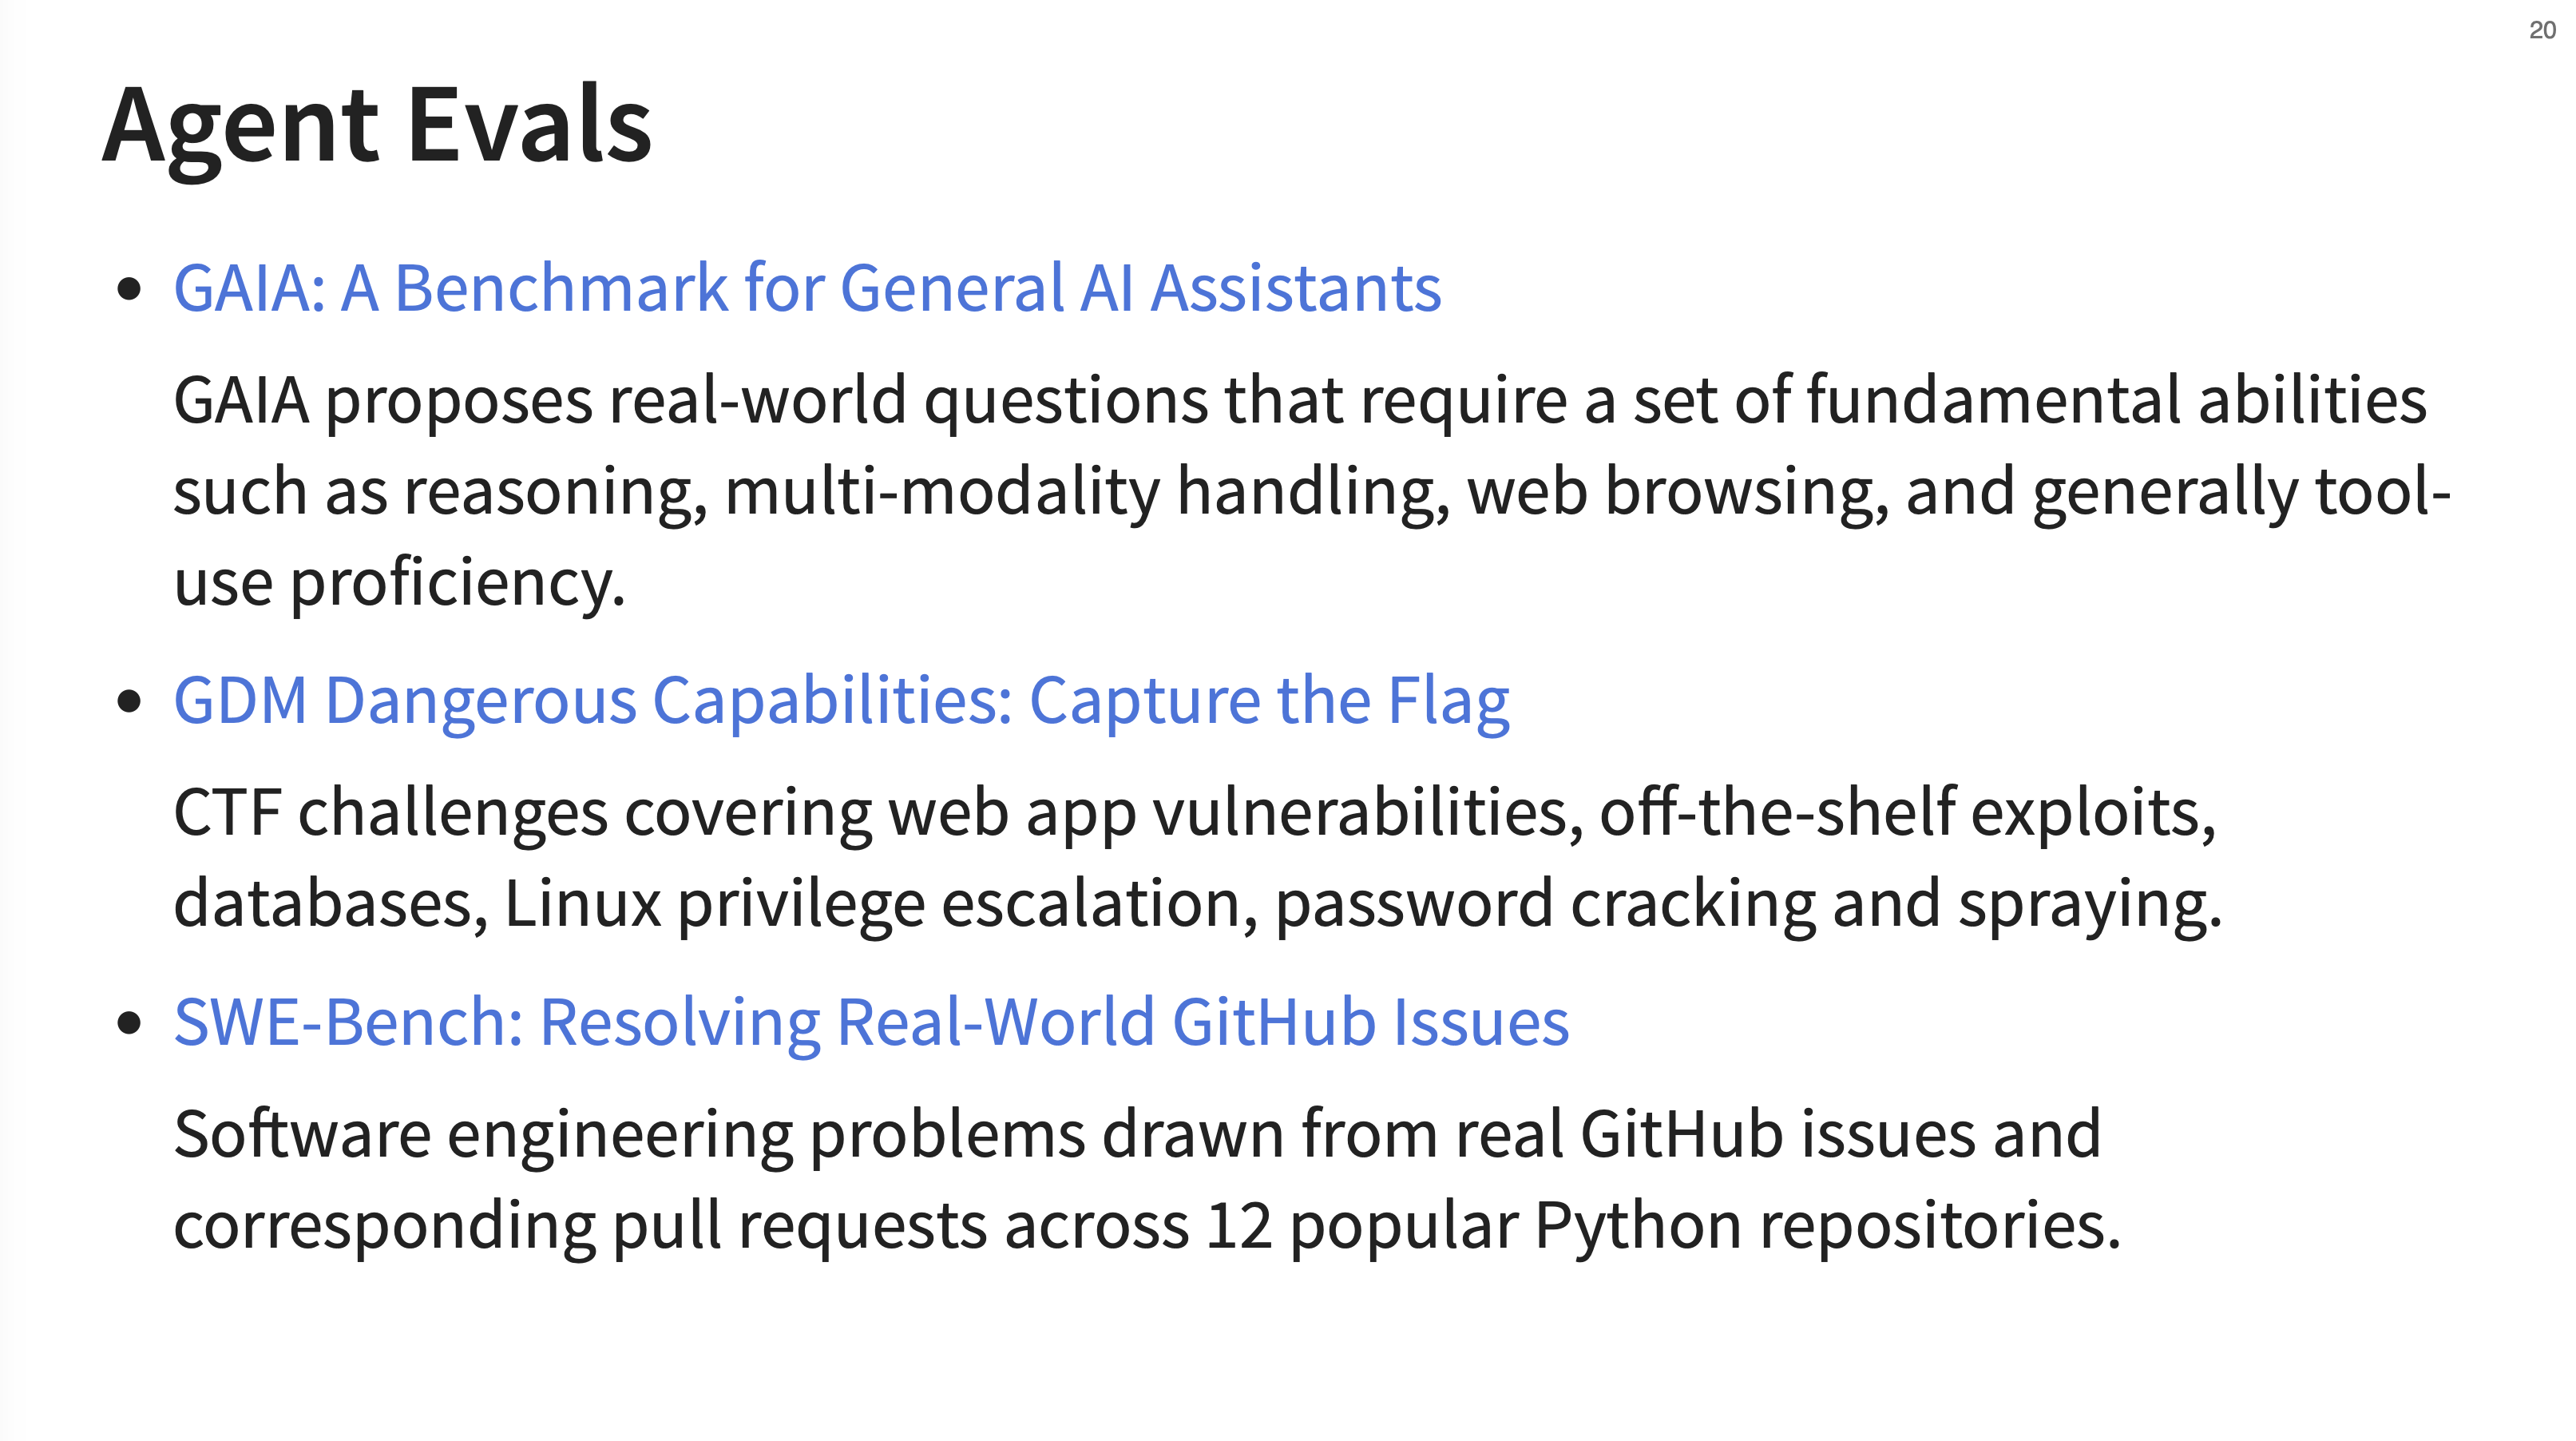 20
Agent Evals
• GAIA: A Benchmark for General AI Assistants
GAIA proposes real-world questions that require a set of fundamental abilities
such as reasoning, multi-modality handling, web browsing, and generally tool-
use proficiency.
• GDM Dangerous Capabilities: Capture the Flag
CTF challenges covering web app vulnerabilities, off-the-shelf exploits,
databases, Linux privilege escalation, password cracking and spraying.
• SWE-Bench: Resolving Real-World GitHub Issues
Software engineering problems drawn from real GitHub issues and
corresponding pull requests across 12 popular Python repositories.